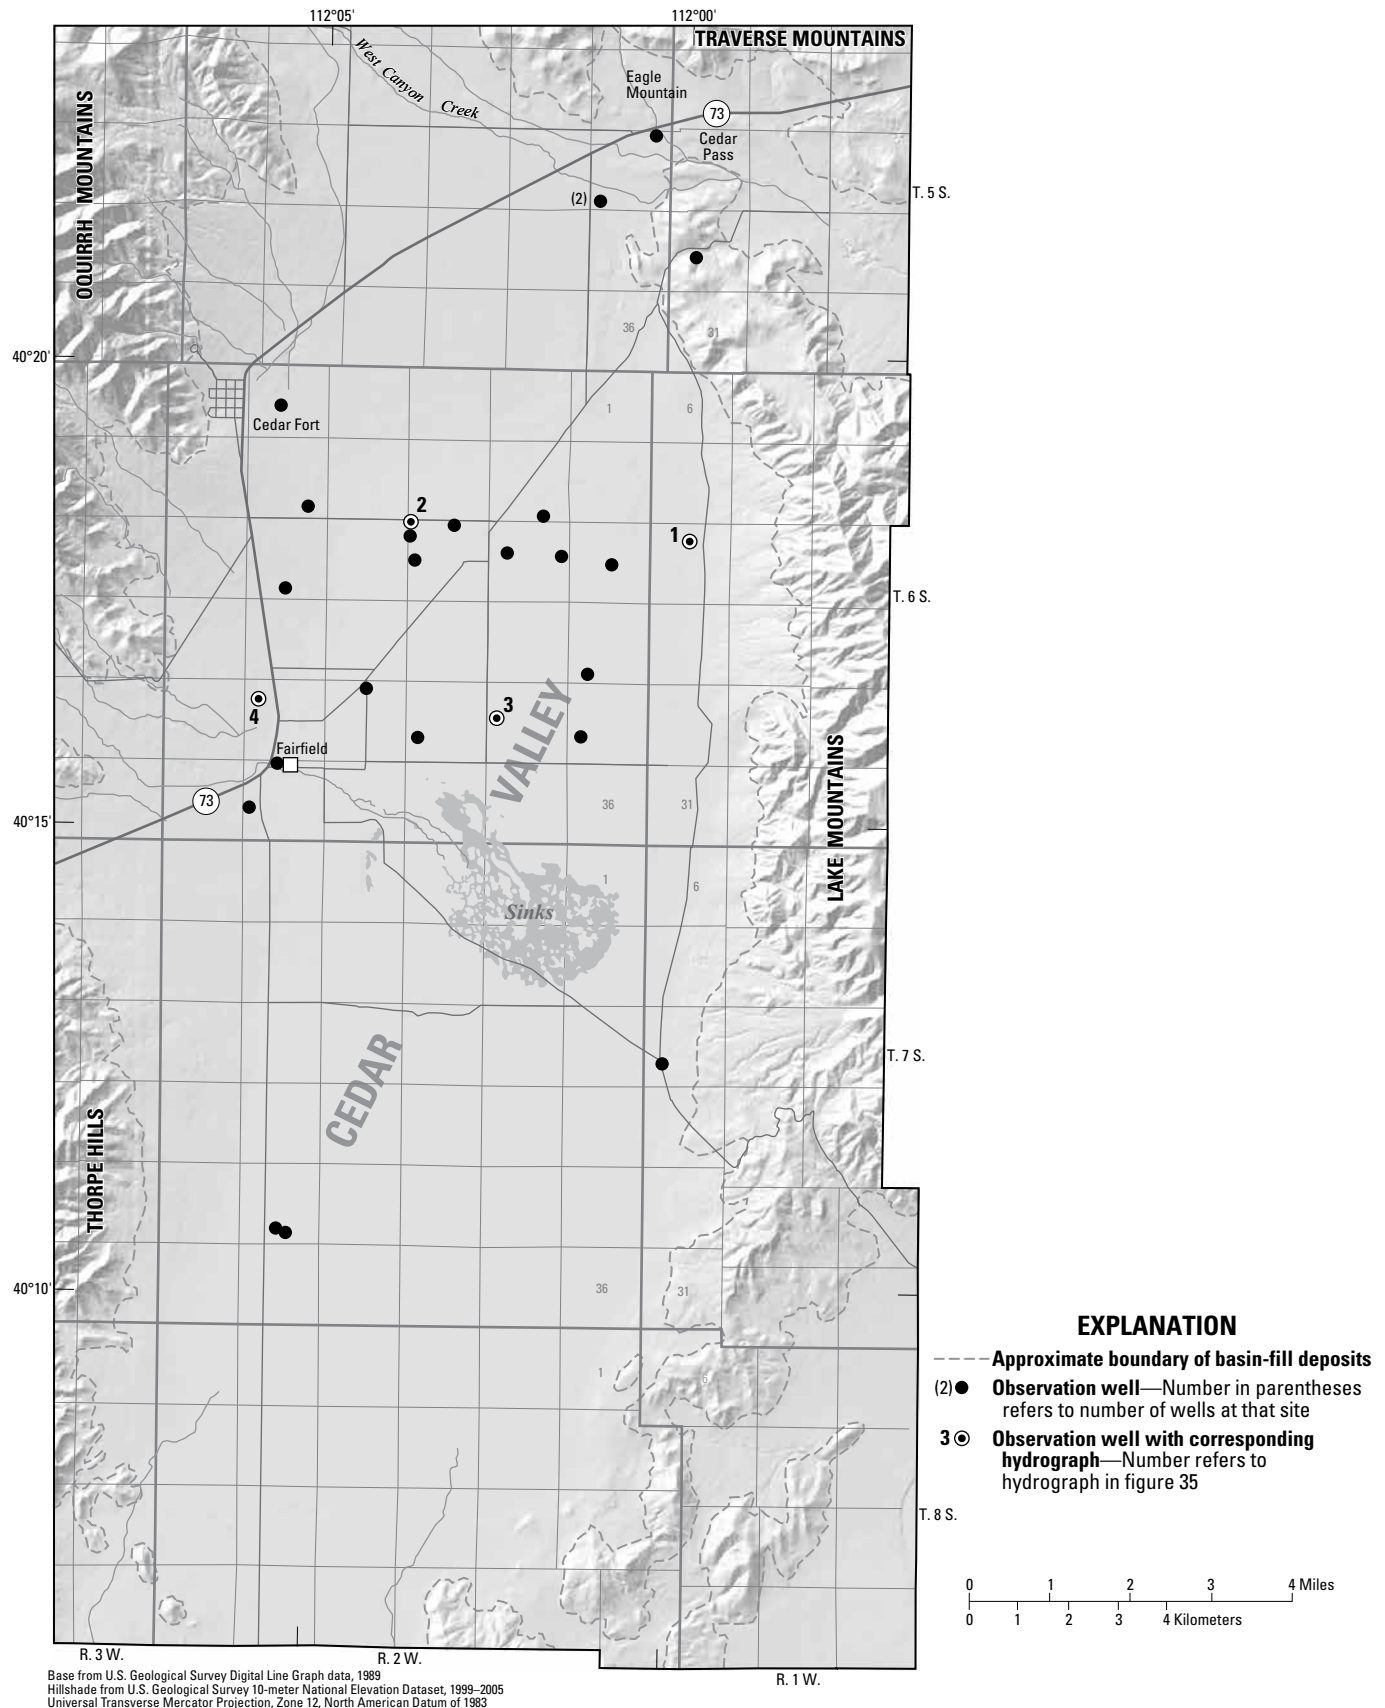 112°05'
112°00'
TRAVERSE MOUNTAINS
West Canyon Creek
Eagle
Mountain
73
Cedar
Pass
OQUIRRH MOUNTAINS
T. 5 S.
(2)
36
31
40°20'
Cedar Fort
1
6
2
1
T. 6 S.
3
4
VALLEY
Fairfield
LAKE MOUNTAINS
73
36
31
40°15'
1
6
Sinks
CEDAR
T. 7 S.
THORPE HILLS
40°10'
36
31
1
6
T. 8 S.
R. 3 W.
R. 2 W.
R. 1 W.
EXPLANATION
Approximate boundary of basin-fill deposits
(2) Observation well—Number in parentheses
refers to number of wells at that site
3 Observation well with corresponding
hydrograph—Number refers to
hydrograph in figure 35
0 1 2 3 4 Miles
0 1 2 3 4 Kilometers
Base from U.S. Geological Survey Digital Line Graph data, 1989
Hillshade from U.S. Geological Survey 10-meter National Elevation Dataset, 1999–2005
Universal Transverse Mercator Projection, Zone 12, North American Datum of 1983